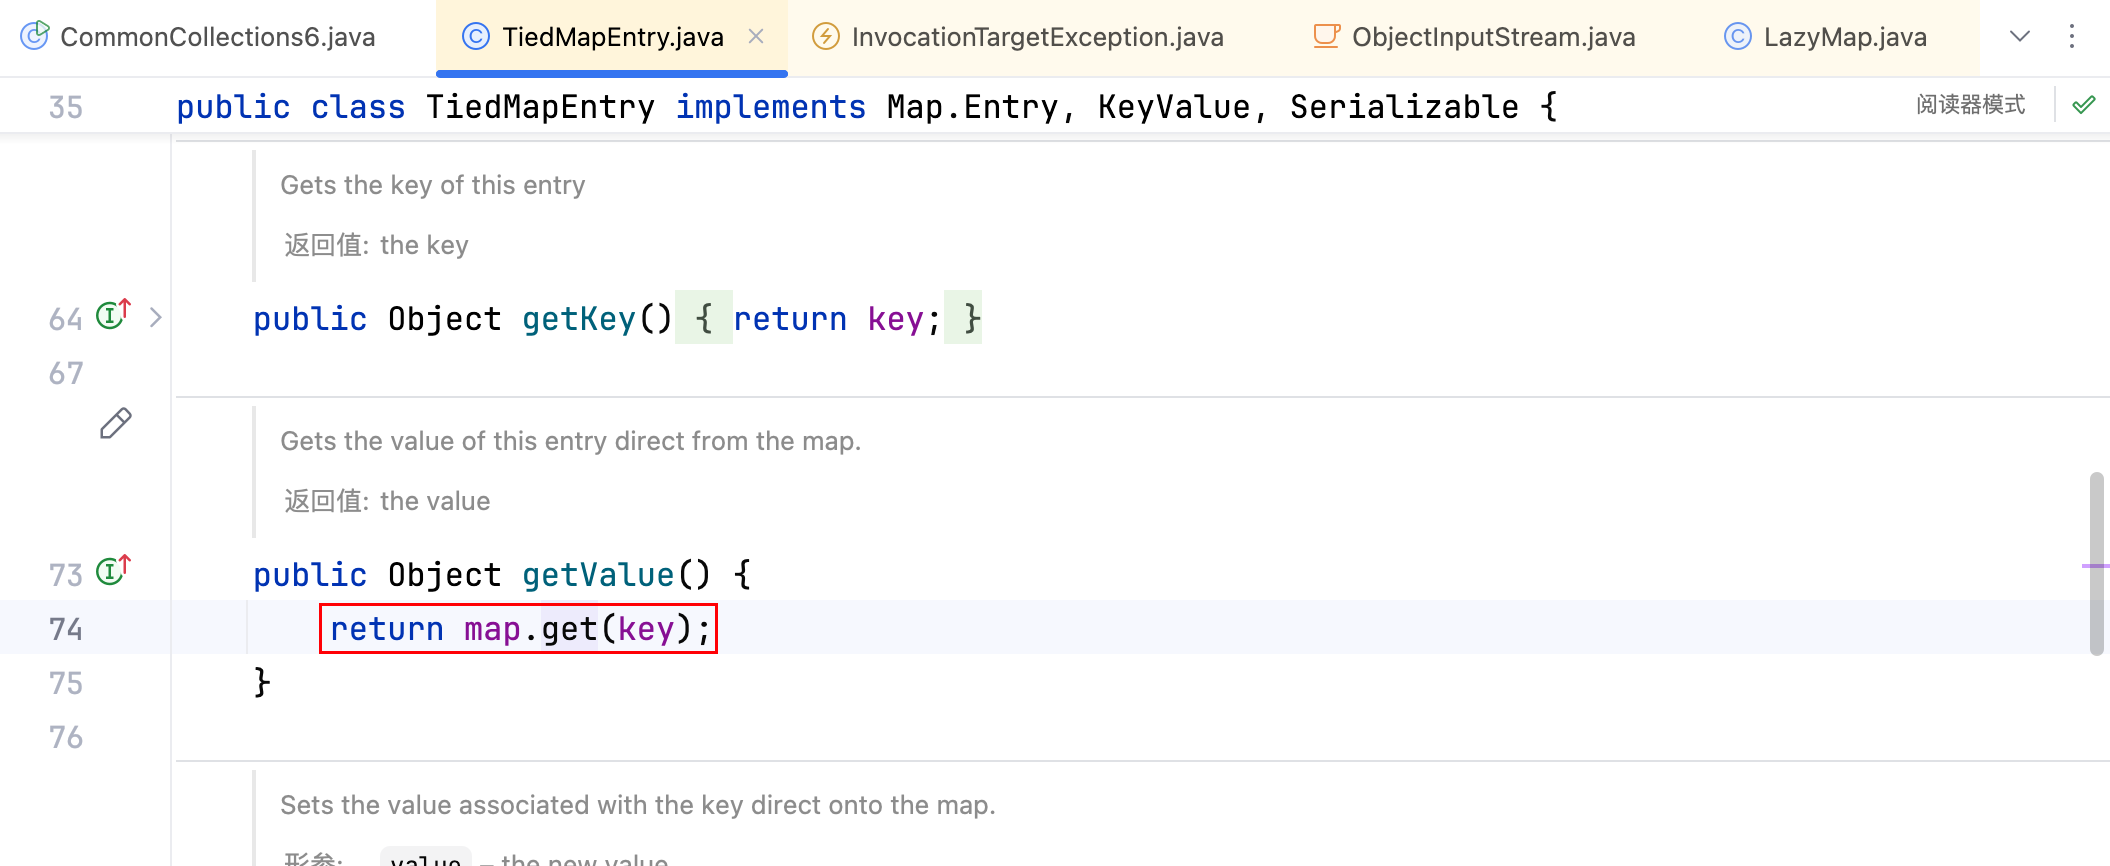 CommonCollections6.java TiedMapEntry.java InvocationTargetException.java ObjectInputStream.java LazyMap.java
35 public class TiedMapEntry implements Map.Entry, KeyValue, Serializable { 阅读器模式
Gets the key of this entry
返回值: the key
64 public Object getKey() { return key; }
67
Gets the value of this entry direct from the map.
返回值: the value
73 public Object getValue() {
74 return map.get(key);
75 }
76
Sets the value associated with the key direct onto the map.
形参: value – the new value